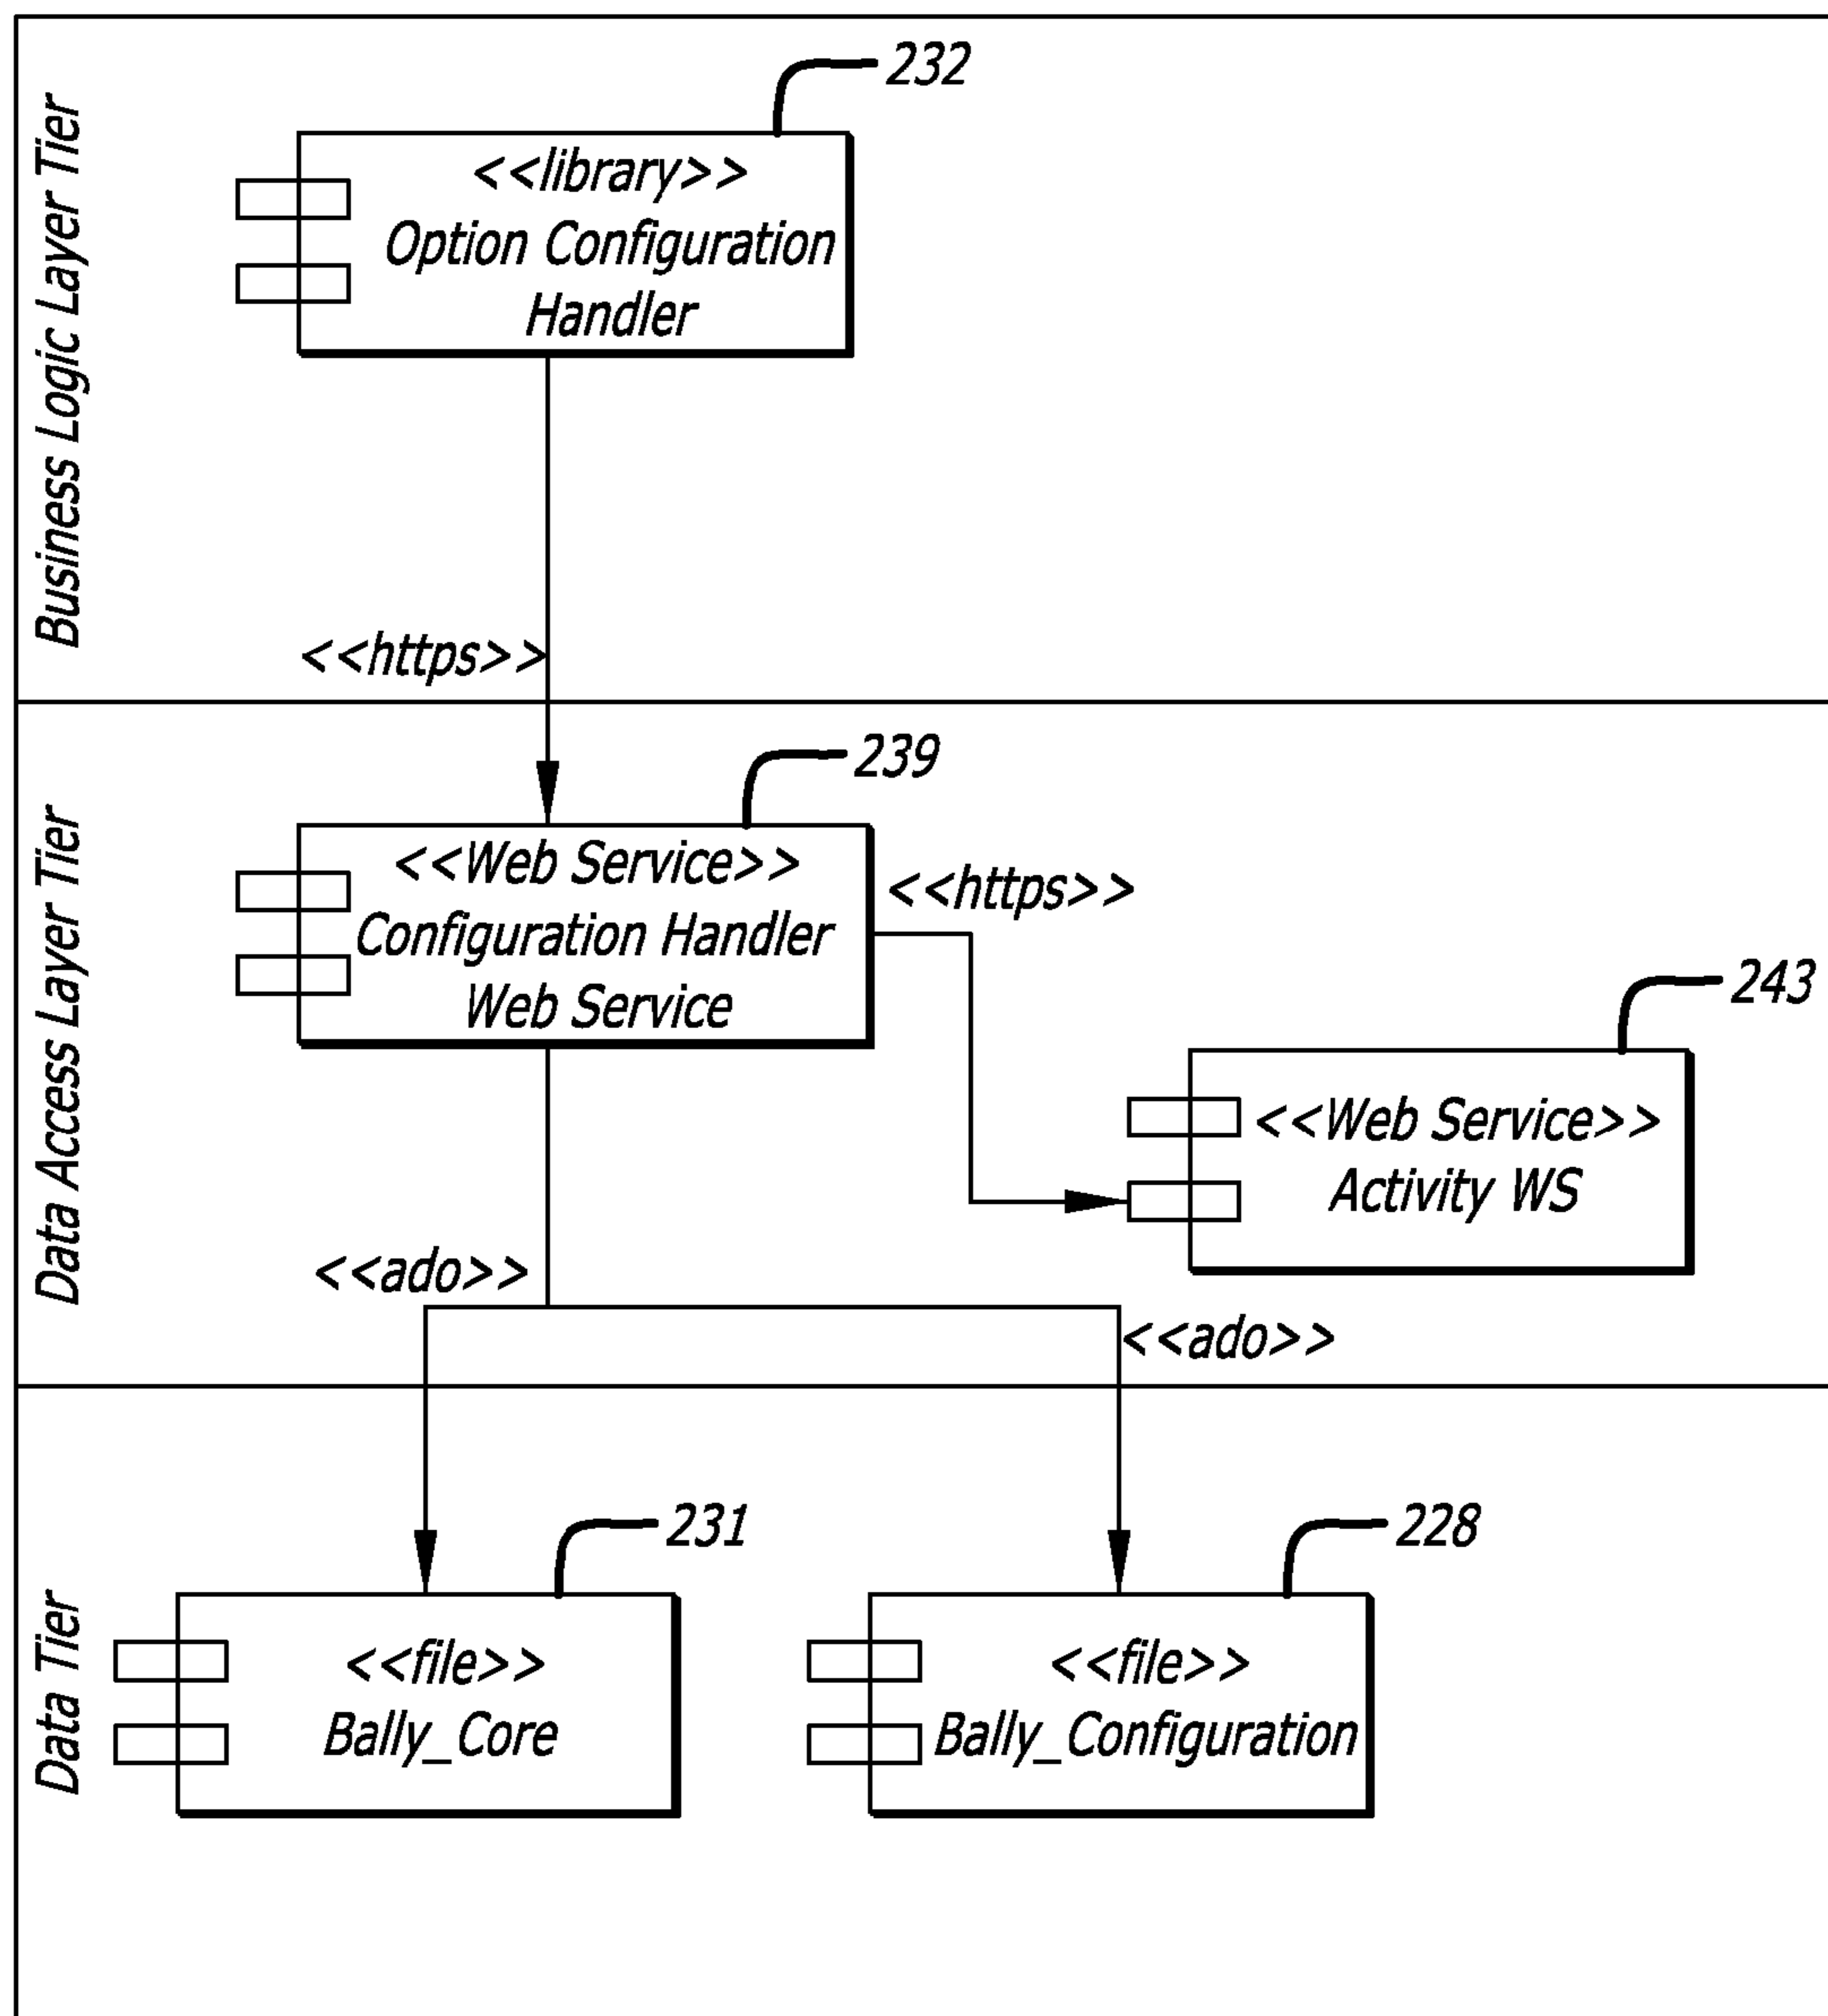 Business Logic Layer Tier
232
<<library>>
Option Configuration
Handler
<<https>>
Data Access Layer Tier
239
<<Web Service>>
Configuration Handler
Web Service
<<https>>
243
<<Web Service>>
Activity WS
<<ado>>
<<ado>>
Data Tier
231
<<file>>
Bally_Core
228
<<file>>
Bally_Configuration